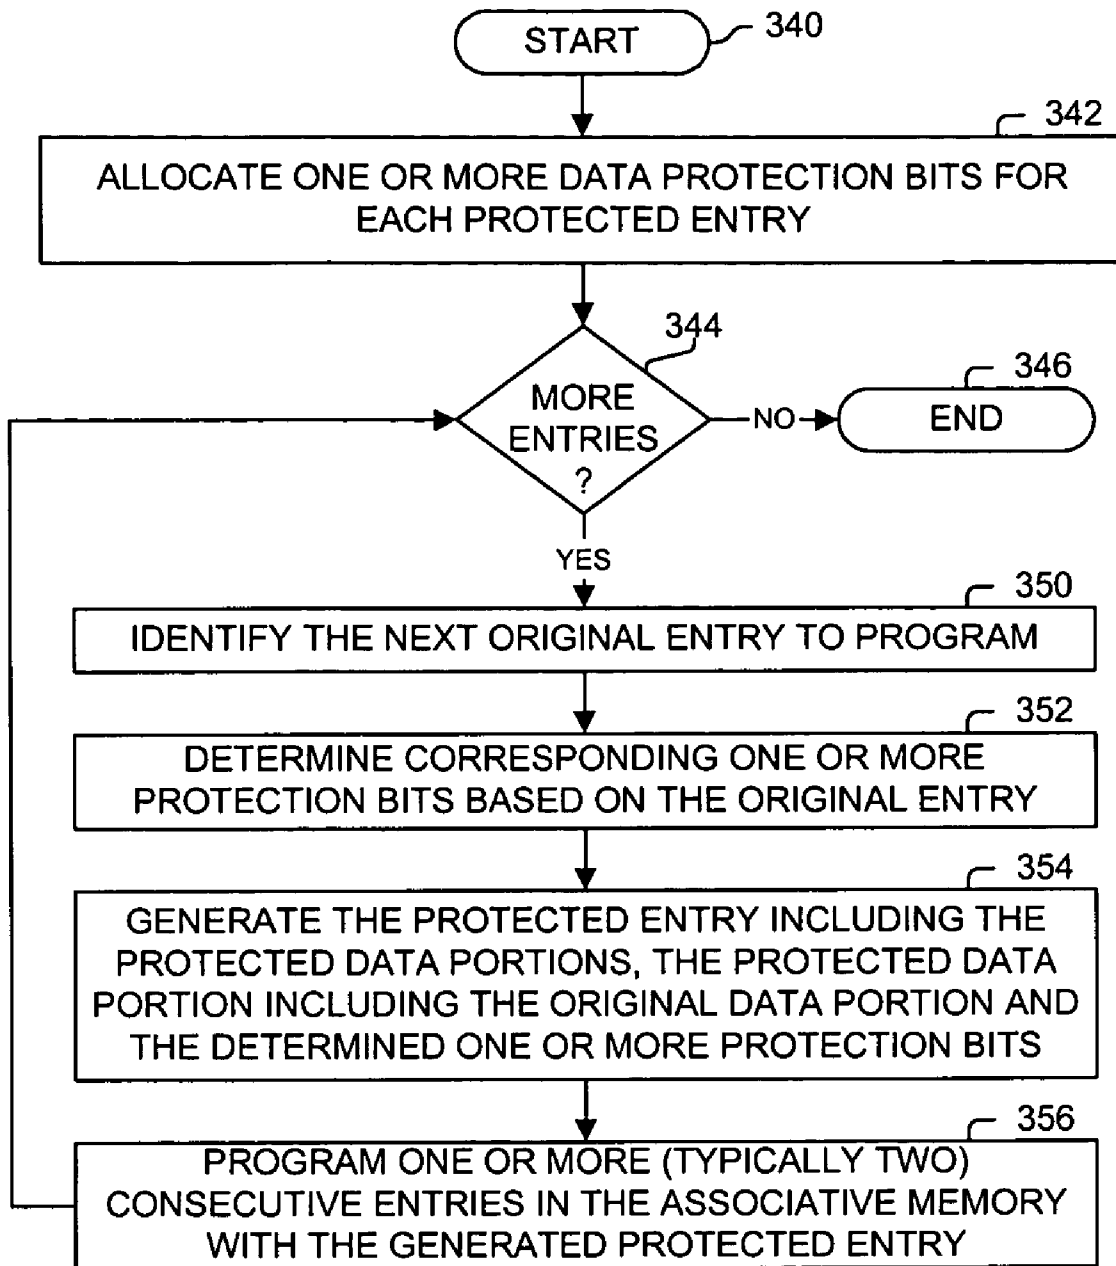 START
340
342
ALLOCATE ONE OR MORE DATA PROTECTION BITS FOR
EACH PROTECTED ENTRY
344
MORE
ENTRIES
?
NO
346
END
YES
350
IDENTIFY THE NEXT ORIGINAL ENTRY TO PROGRAM
352
DETERMINE CORRESPONDING ONE OR MORE
PROTECTION BITS BASED ON THE ORIGINAL ENTRY
354
GENERATE THE PROTECTED ENTRY INCLUDING THE
PROTECTED DATA PORTIONS, THE PROTECTED DATA
PORTION INCLUDING THE ORIGINAL DATA PORTION AND
THE DETERMINED ONE OR MORE PROTECTION BITS
356
PROGRAM ONE OR MORE (TYPICALLY TWO)
CONSECUTIVE ENTRIES IN THE ASSOCIATIVE MEMORY
WITH THE GENERATED PROTECTED ENTRY